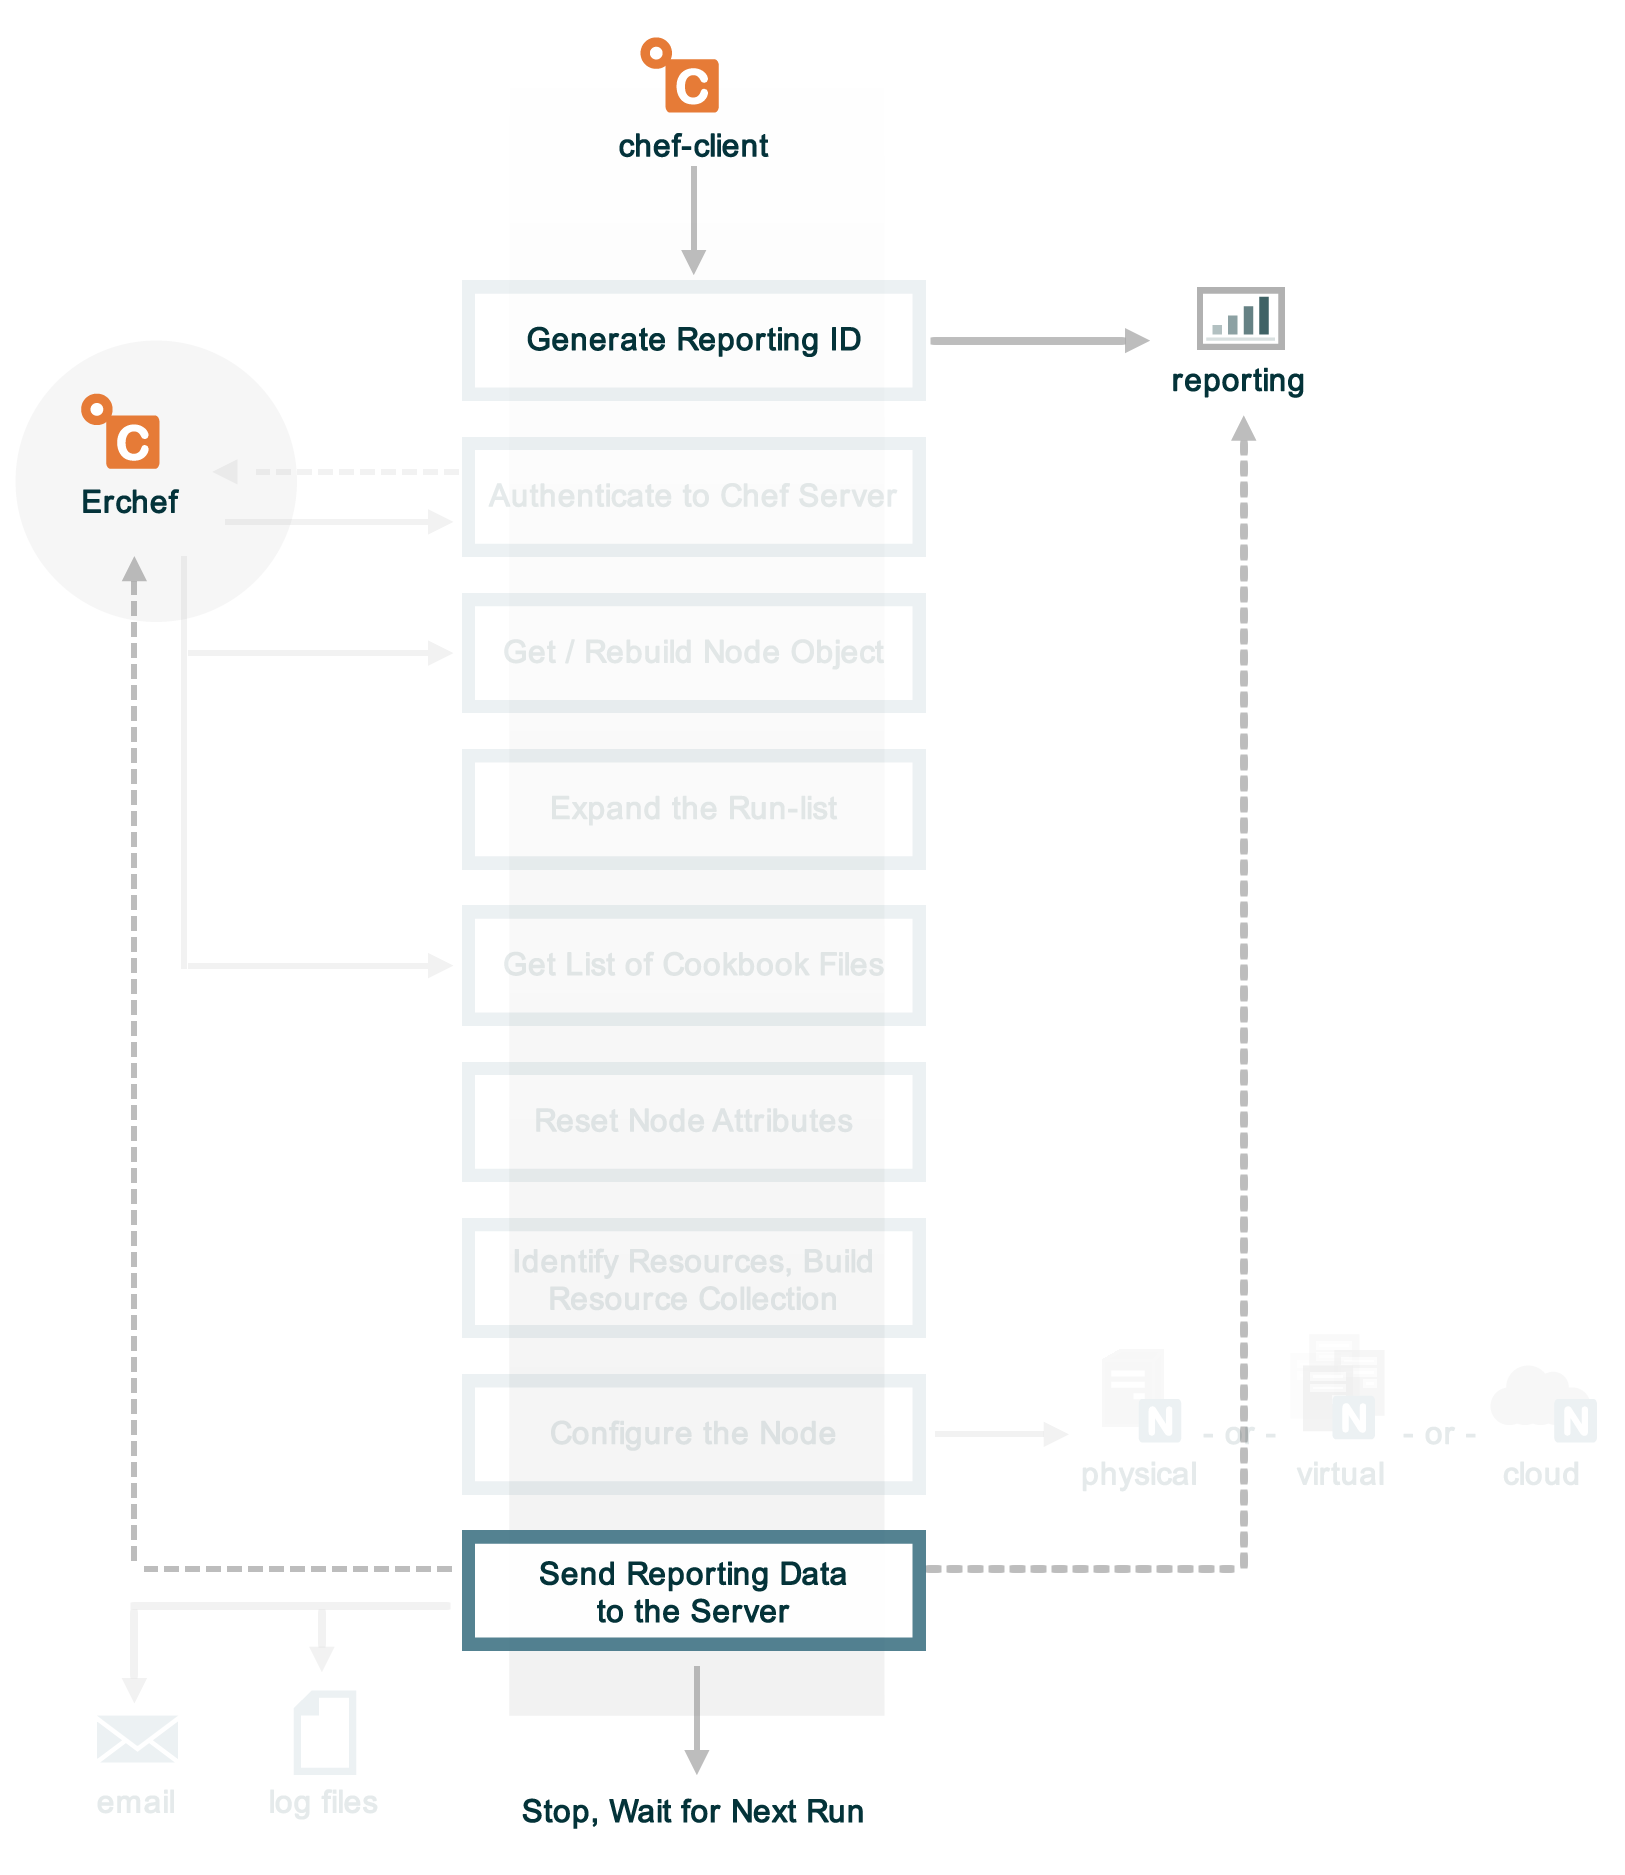 C
chef-client
Generate Reporting ID
reporting
C
Erchef
Authenticate to Chef Server
Get / Rebuild Node Object
Expand the Run-list
Get List of Cookbook Files
Reset Node Attributes
Identify Resources, Build
Resource Collection
Configure the Node
N
- or -
N
- or -
N
physical
virtual
cloud
Send Reporting Data
to the Server
email
log files
Stop, Wait for Next Run